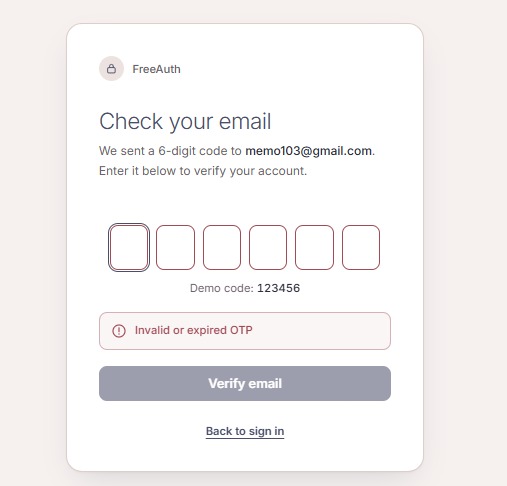 FreeAuth
Check your email
We sent a 6-digit code to memo103@gmail.com.
Enter it below to verify your account.
Demo code: 123456
Invalid or expired OTP
Verify email
Back to sign in